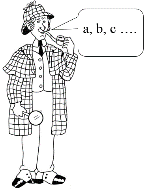 a, b, c ....